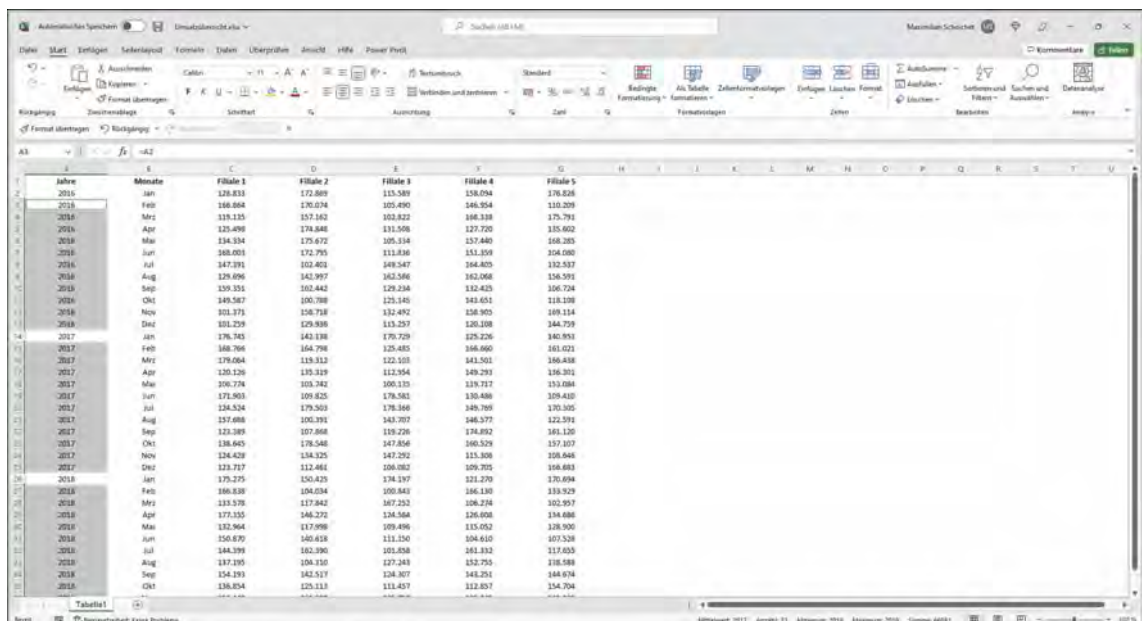 Automatisches Speichern Umsatzübersicht.xlsx Suchen (Alt+M) Maximilian
Datei Start Einfügen Seitenlayout Formeln Daten Überprüfen Ansicht Hilfe Power Pivot Kommentare Teilen
Einfügen Ausschneiden Kopieren Format übertragen
Calibri 11 Textumbruch Verbinden und zentrieren Standard
Bedingte Formatierung Als Tabelle formatieren Zellenformatvorlagen Einfügen Löschen Format
AutoSumme Ausfüllen Löschen Sortieren und Filtern Suchen und Auswählen Datenanalyse
Rückgängig Zwischenablage Schriftart Ausrichtung Zahl Formatvorlagen Zellen Bearbeiten Analyse
Format übertragen Rückgängig
A3 fx =A2
Jahre Monate Filiale 1 Filiale 2 Filiale 3 Filiale 4 Filiale 5
2016 Jan 128.833 172.869 115.589 158.094 176.826
2016 Feb 166.864 170.074 105.490 146.954 110.209
2016 Mrz 119.135 157.162 102.822 168.338 175.791
2016 Apr 125.498 174.848 131.508 127.720 135.602
2016 Mai 134.334 175.672 105.334 157.440 168.285
2016 Jun 168.003 172.795 111.836 151.359 104.080
2016 Jul 147.391 102.401 149.547 164.405 132.537
2016 Aug 129.696 142.997 162.586 162.068 156.591
2016 Sep 159.351 102.442 129.234 132.425 106.724
2016 Okt 149.587 100.788 125.145 143.651 118.198
2016 Nov 101.371 158.718 132.492 158.905 169.114
2016 Dez 101.259 129.936 115.257 120.108 144.759
2017 Jan 176.745 142.138 170.729 125.226 140.951
2017 Feb 168.766 164.798 125.485 166.660 161.021
2017 Mrz 179.064 119.312 122.103 141.501 166.438
2017 Apr 120.126 135.319 112.954 149.293 136.301
2017 Mai 106.774 103.742 100.135 119.717 153.084
2017 Jun 171.903 109.825 178.581 130.486 109.410
2017 Jul 124.524 179.503 178.366 149.769 170.305
2017 Aug 157.688 100.391 143.707 146.577 122.591
2017 Sep 123.389 107.868 119.226 174.892 161.120
2017 Okt 138.645 178.548 147.856 160.529 157.107
2017 Nov 124.428 134.325 147.292 115.306 108.646
2017 Dez 123.717 112.461 106.082 109.705 166.883
2018 Jan 175.275 150.425 174.197 121.270 170.694
2018 Feb 166.838 104.034 100.843 166.130 133.929
2018 Mrz 133.578 117.842 167.252 106.274 102.957
2018 Apr 177.355 146.272 174.564 126.608 134.686
2018 Mai 132.964 117.998 109.496 115.052 128.900
2018 Jun 150.870 140.618 111.150 104.610 107.528
2018 Jul 144.399 162.390 101.858 161.332 117.655
2018 Aug 137.195 104.310 127.243 152.755 138.588
2018 Sep 154.193 142.517 124.307 143.251 144.674
2018 Okt 136.854 125.113 111.457 112.857 154.704
Tabelle1
Bereit Barrierefreiheit: Keine Probleme Mittelwert: 2017 Anzahl: 33 100 %